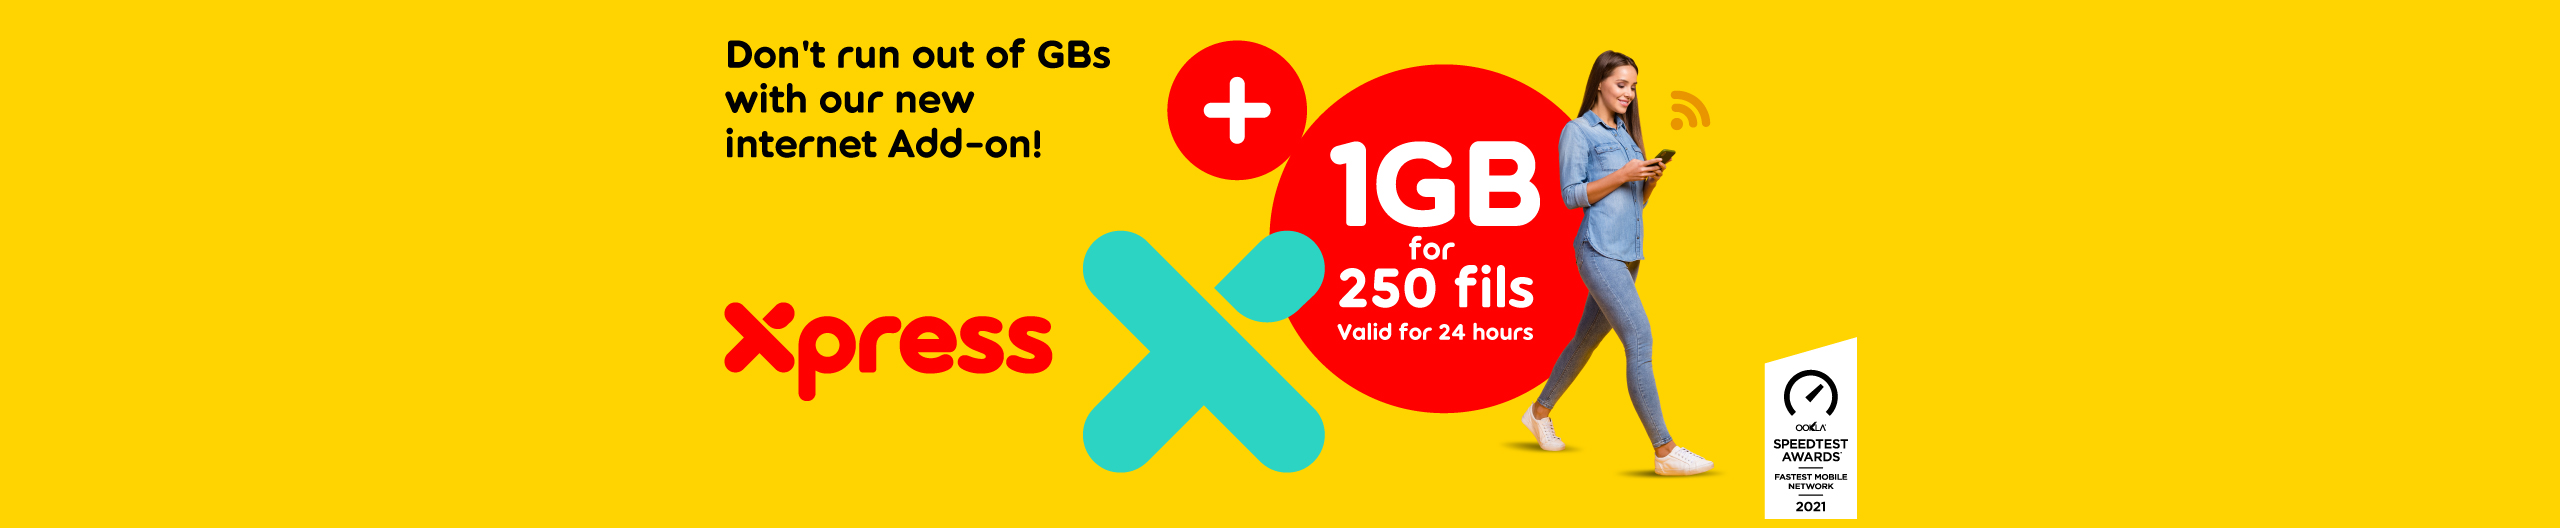 Don't run out of GBs
with our new
internet Add-on!
Xpress
+
1GB
for
250 fils
Valid for 24 hours
OOKLA
SPEEDTEST
AWARDS
FASTEST MOBILE
NETWORK
2021